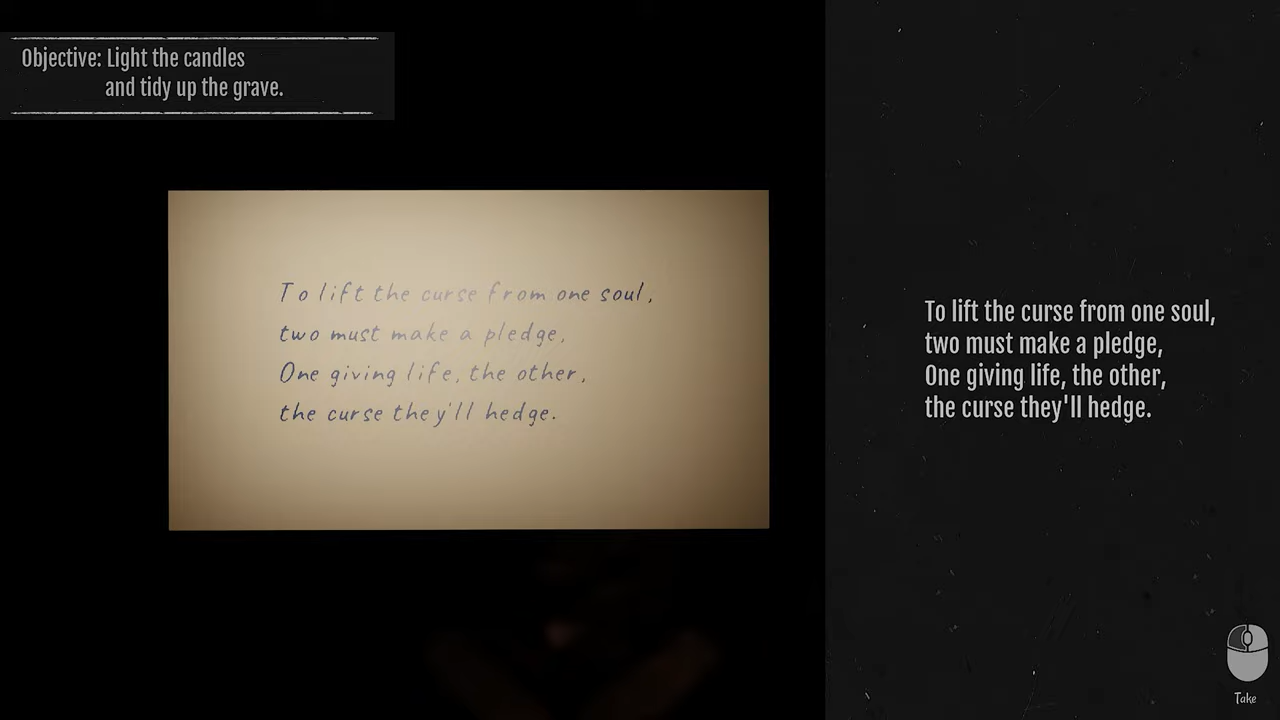 Objective: Light the candles
and tidy up the grave.
To lift the curse from one soul,
two must make a pledge,
One giving life, the other,
the curse they'll hedge.
To lift the curse from one soul,
two must make a pledge,
One giving life, the other,
the curse they'll hedge.
Take